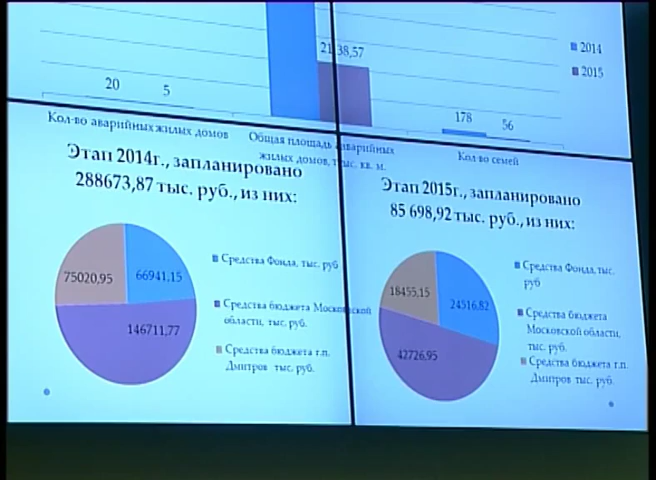 2138,57
2014
2015
20
5
178
56
Кол-во аварийных жилых домов
Общая площадь аварийных
жилых домов, тыс. кв. м.
Кол-во семей
Этап 2014г., запланировано
288673,87 тыс. руб., из них:
75020,95
66941,15
146711,77
Средства Фонда, тыс. руб
Средства бюджета Московской
области, тыс. руб.
Средства бюджета г.п.
Дмитров тыс. руб.
Этап 2015г., запланировано
85 698,92 тыс. руб., из них:
18455,15
24516,82
42726,95
Средства Фонда, тыс.
руб
Средства бюджета
Московской области,
тыс. руб.
Средства бюджета г.п.
Дмитров тыс. руб.